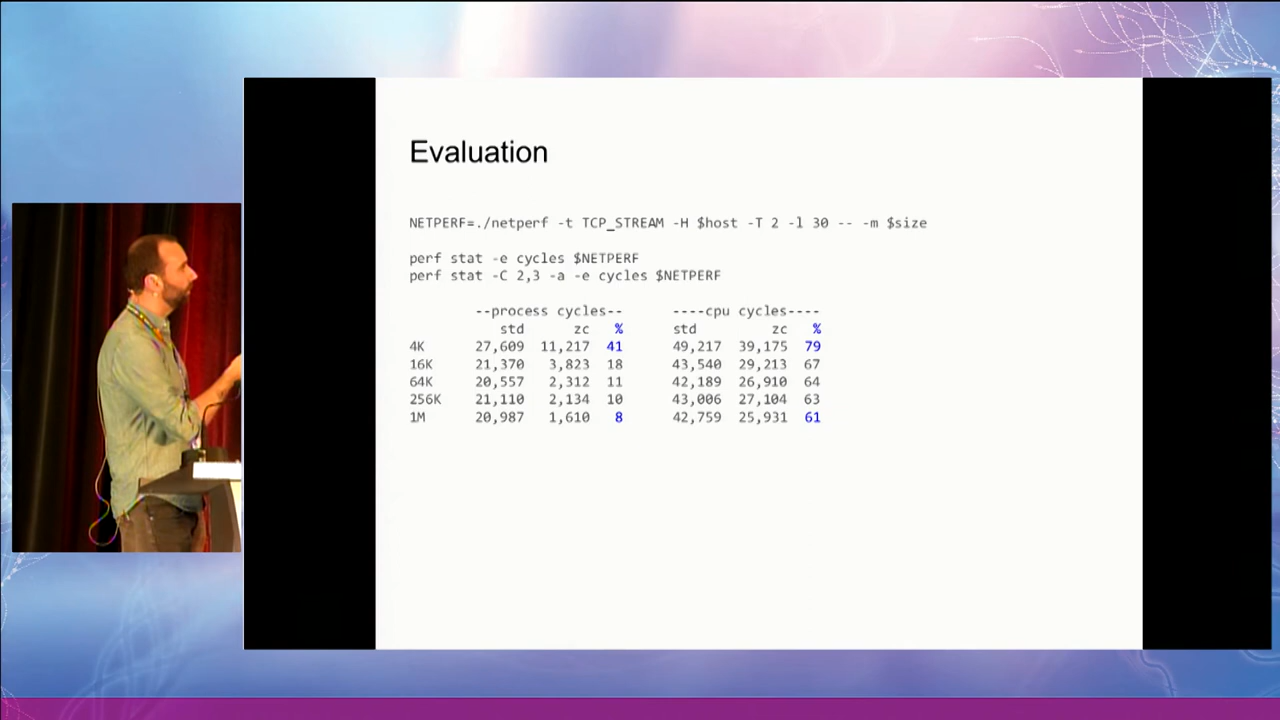 Evaluation
NETPERF=./netperf -t TCP_STREAM -H $host -T 2 -l 30 -- -m $size
perf stat -e cycles $NETPERF
perf stat -C 2,3 -a -e cycles $NETPERF
--process cycles-- ----cpu cycles----
std zc % std zc %
4K 27,609 11,217 41 49,217 39,175 79
16K 21,370 3,823 18 43,540 29,213 67
64K 20,557 2,312 11 42,189 26,910 64
256K 21,110 2,134 10 43,006 27,104 63
1M 20,987 1,610 8 42,759 25,931 61